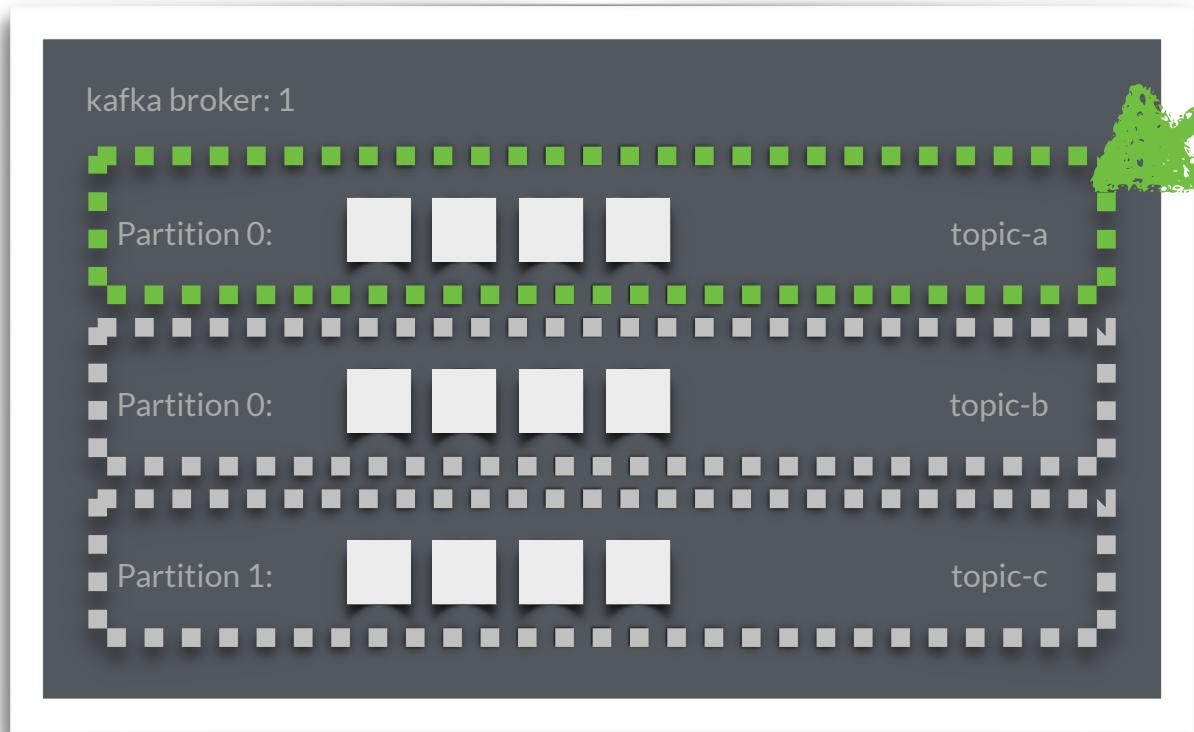 kafka broker: 1
Partition 0: topic-a
Partition 0: topic-b
Partition 1: topic-c